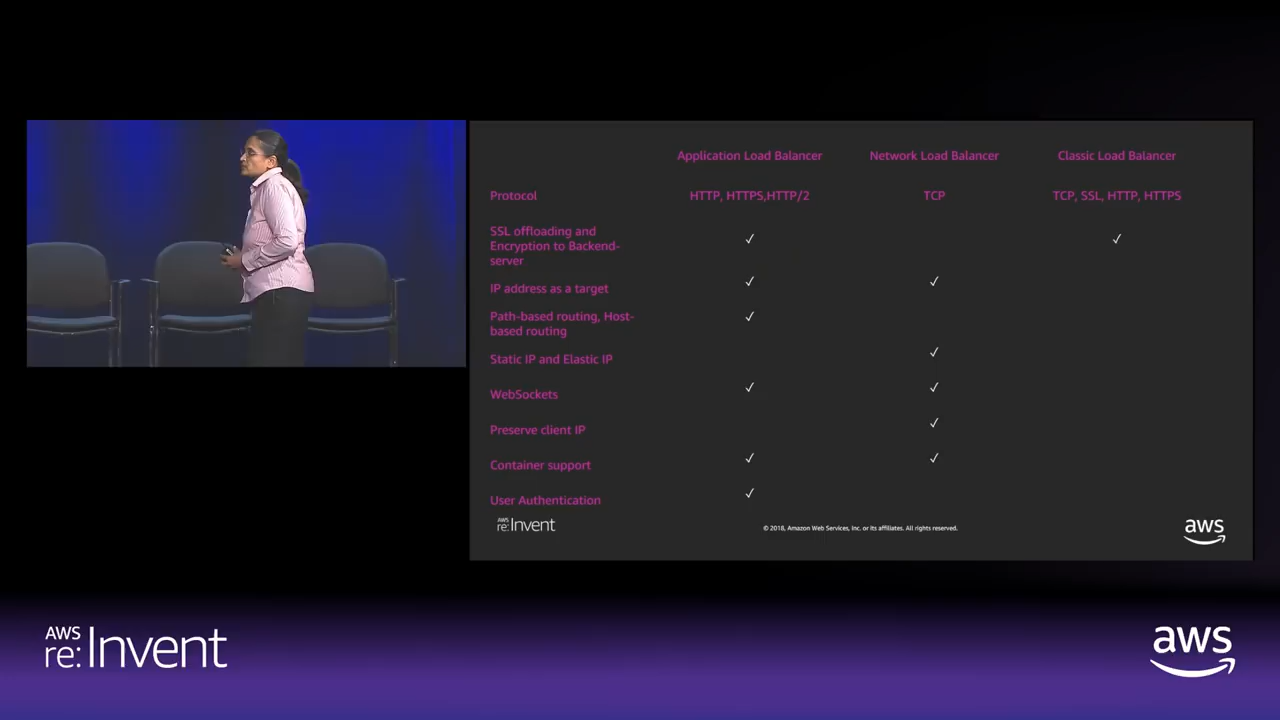 Application Load Balancer Network Load Balancer Classic Load Balancer
Protocol HTTP, HTTPS,HTTP/2 TCP TCP, SSL, HTTP, HTTPS
SSL offloading and
Encryption to Backend-
server ✓ ✓
IP address as a target ✓ ✓
Path-based routing, Host-
based routing ✓
Static IP and Elastic IP ✓
WebSockets ✓ ✓
Preserve client IP ✓
Container support ✓ ✓
User Authentication ✓
AWS
re:Invent
© 2018, Amazon Web Services, Inc. or its affiliates. All rights reserved.
aws
AWS
re:Invent
aws